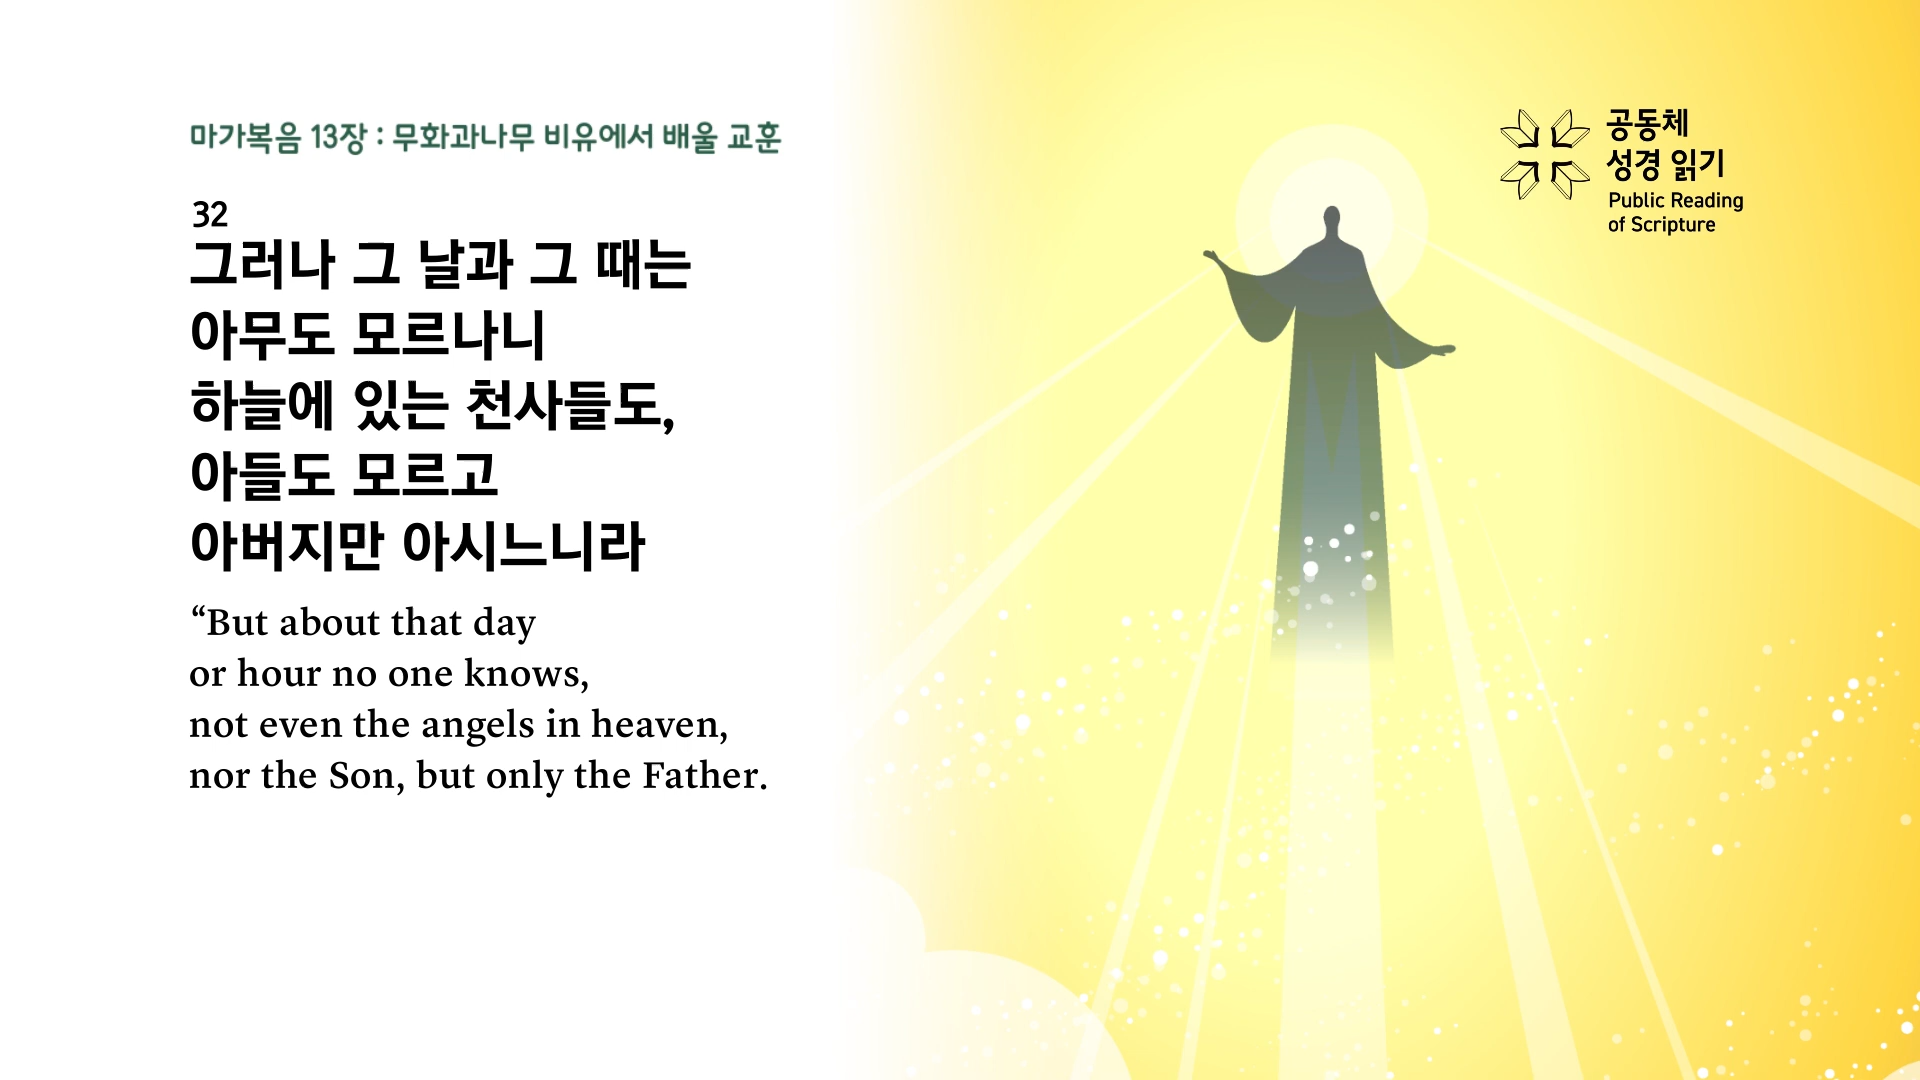 마가복음 13장 : 무화과나무 비유에서 배울 교훈
32
그러나 그 날과 그 때는
아무도 모르나니
하늘에 있는 천사들도,
아들도 모르고
아버지만 아시느니라
“But about that day
or hour no one knows,
not even the angels in heaven,
nor the Son, but only the Father.
공동체
성경 읽기
Public Reading
of Scripture